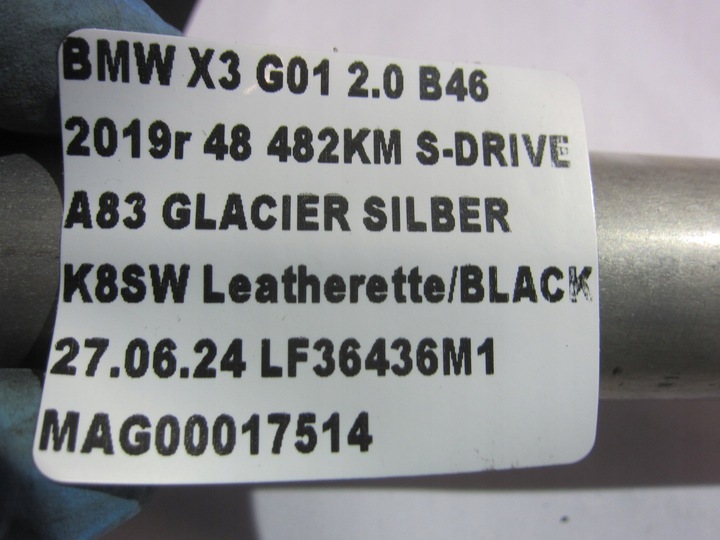 BMW X3 G01 2.0 B46
2019r 48 482KM S-DRIVE
A83 GLACIER SILBER
K8SW Leatherette/BLACK
27.06.24 LF36436M1
MAG00017514